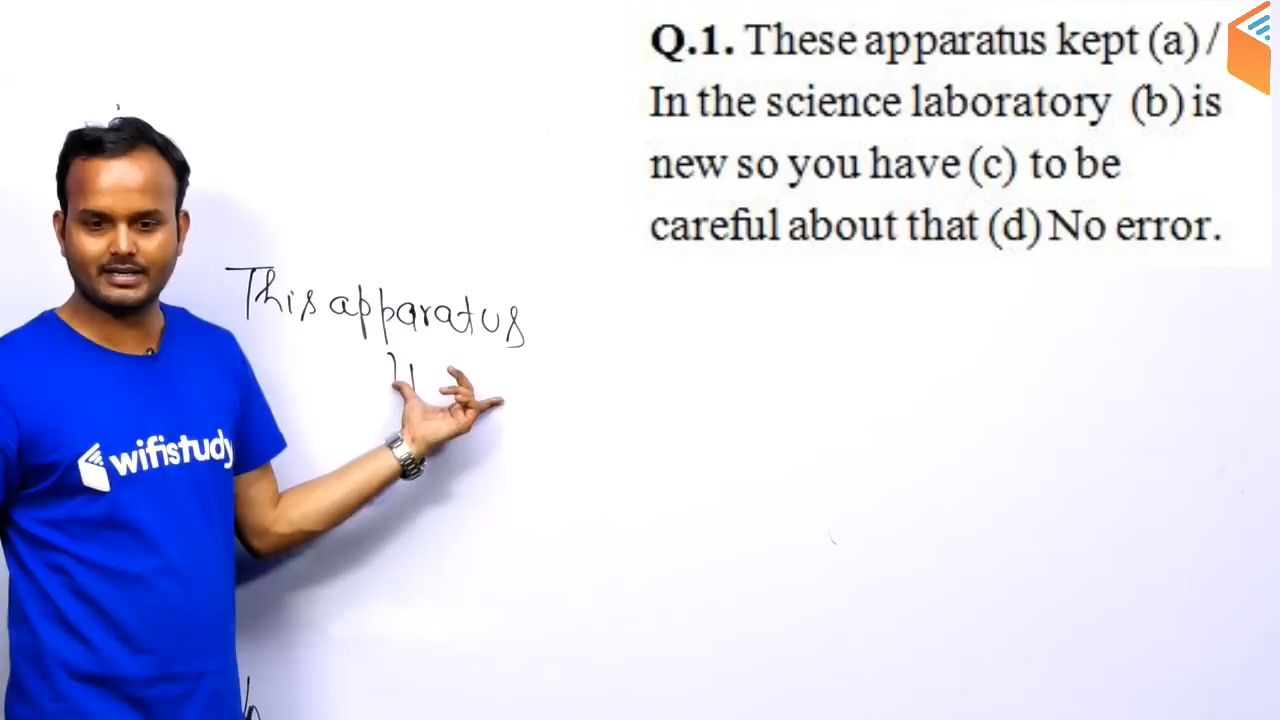 Q.1. These apparatus kept (a) /
In the science laboratory (b) is
new so you have (c) to be
careful about that (d) No error.
This apparatus
wifistudy